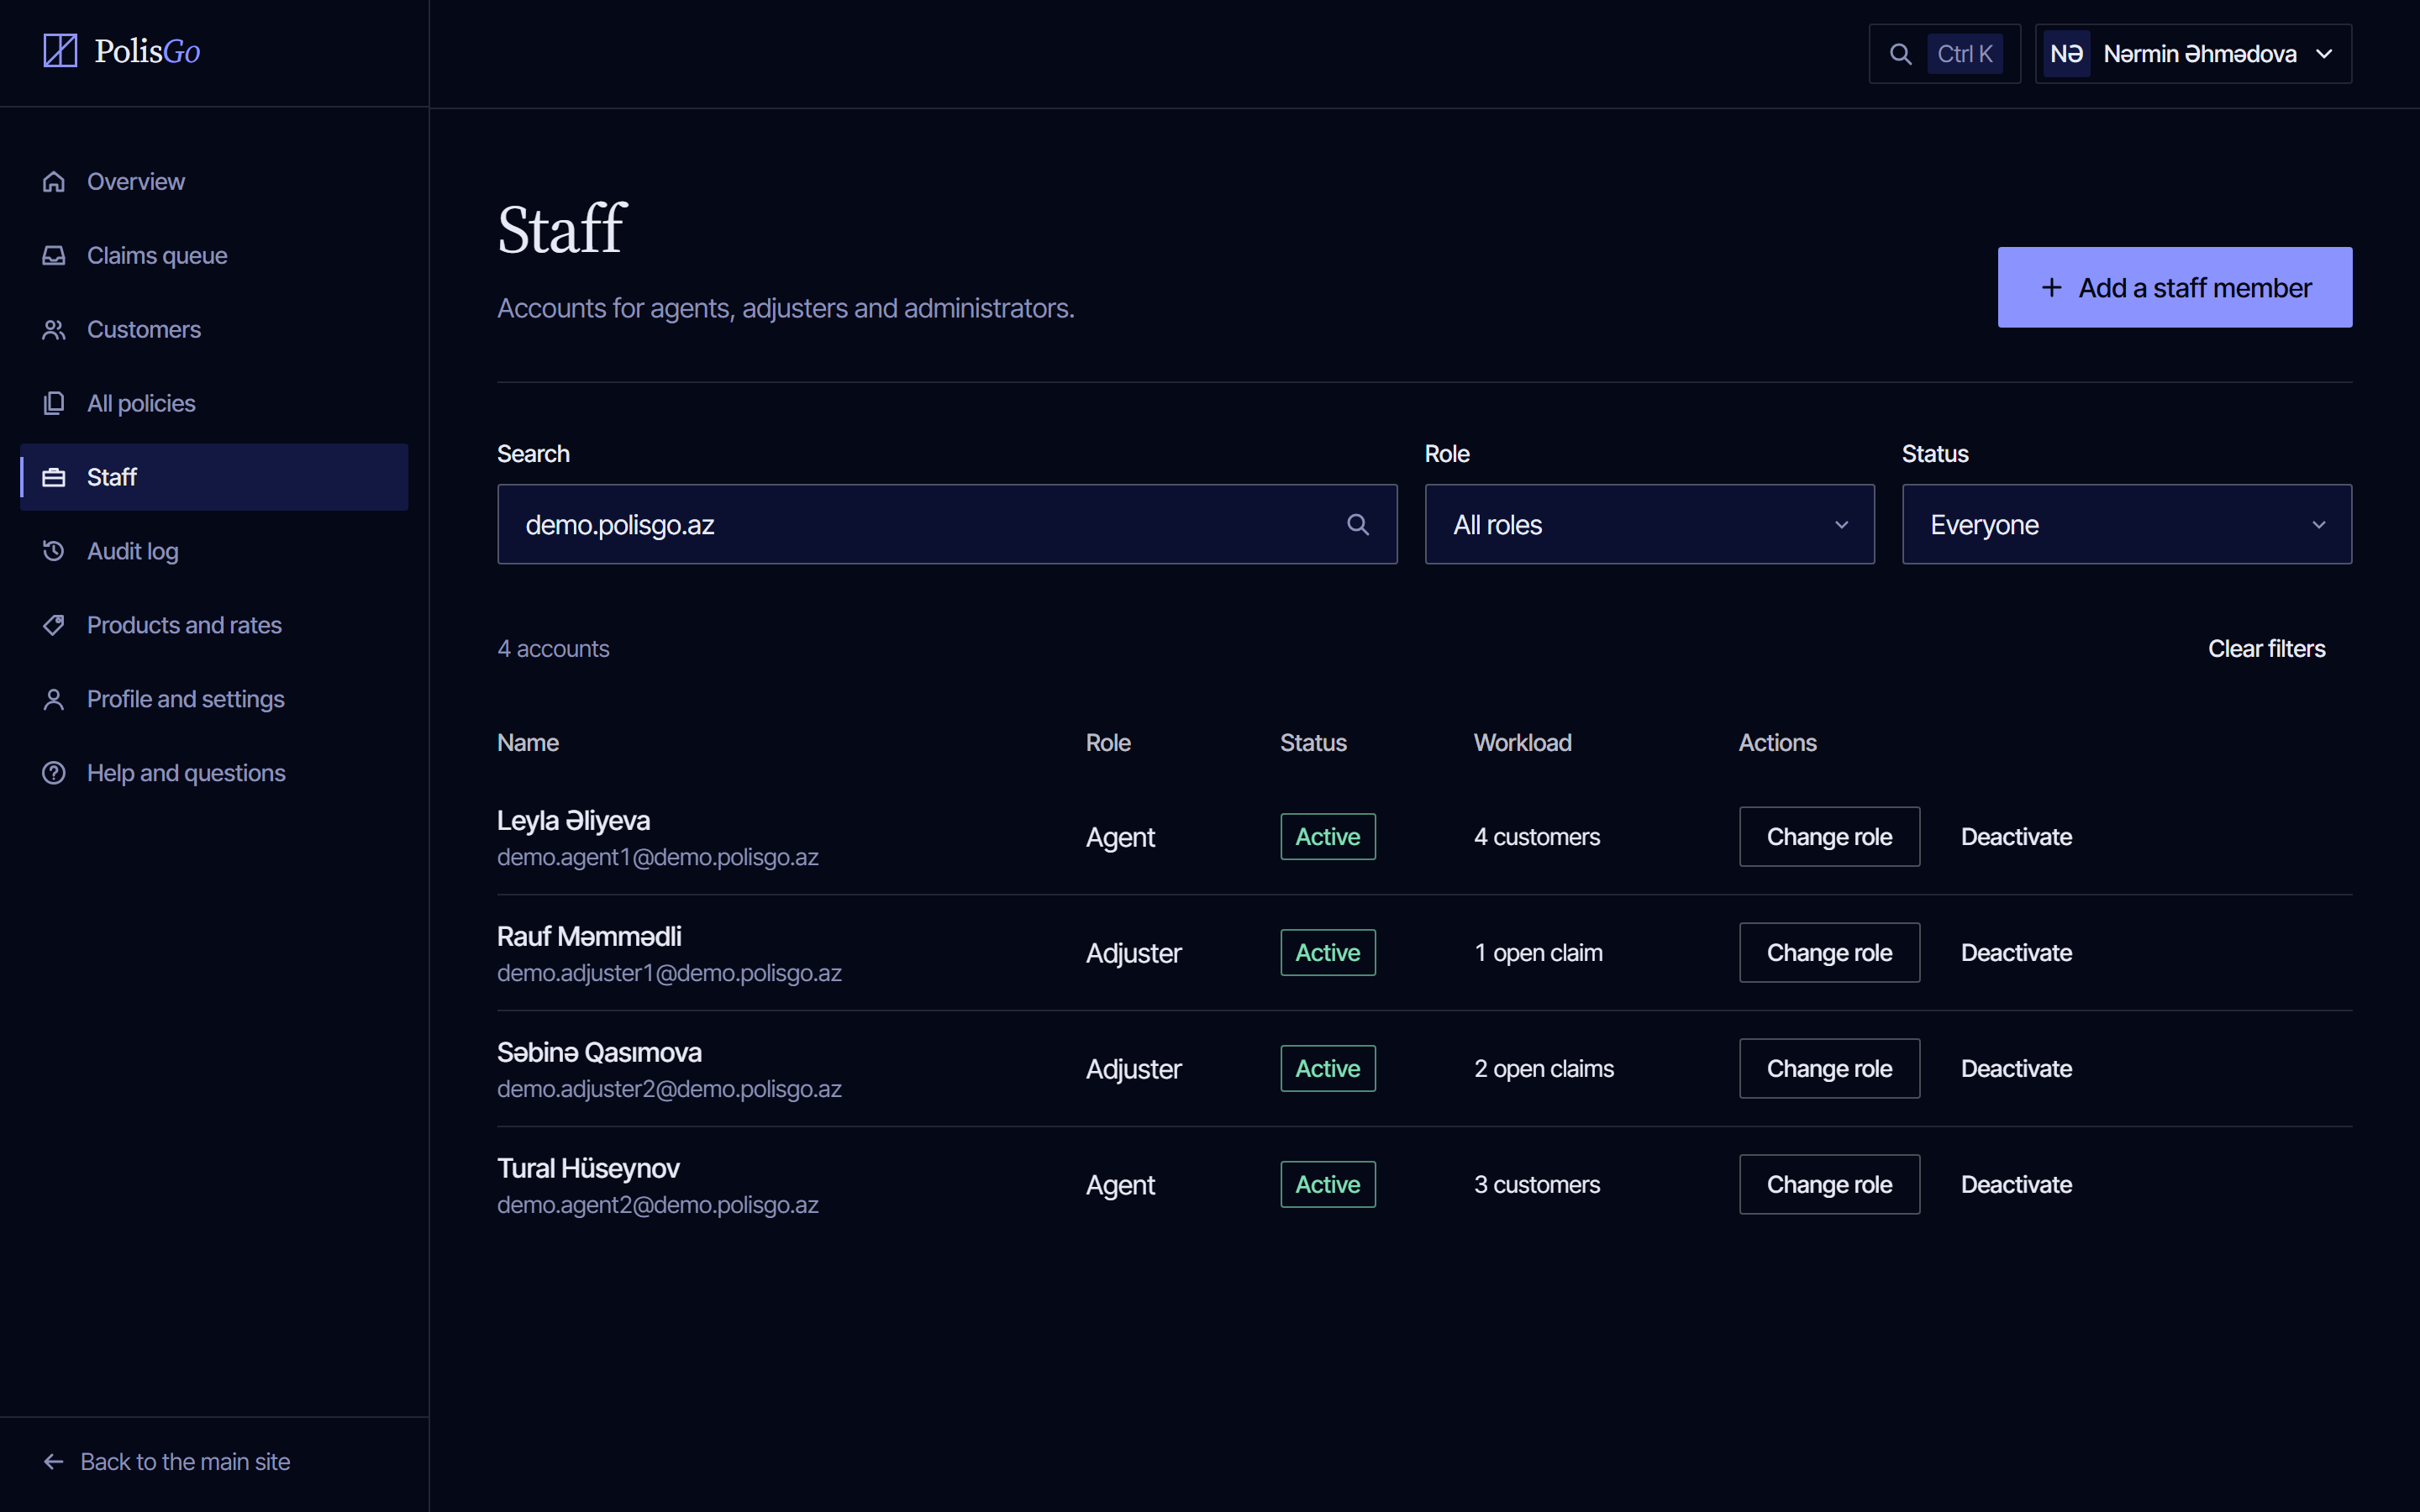 PolisGo
Ctrl K
NƏ Nərmin Əhmədova
Overview
Claims queue
Customers
All policies
Staff
Audit log
Products and rates
Profile and settings
Help and questions
Back to the main site
Staff
Accounts for agents, adjusters and administrators.
+ Add a staff member
Search Role Status
demo.polisgo.az All roles Everyone
4 accounts Clear filters
Name Role Status Workload Actions
Leyla Əliyeva
demo.agent1@demo.polisgo.az
Agent Active 4 customers Change role Deactivate
Rauf Məmmədli
demo.adjuster1@demo.polisgo.az
Adjuster Active 1 open claim Change role Deactivate
Səbinə Qasımova
demo.adjuster2@demo.polisgo.az
Adjuster Active 2 open claims Change role Deactivate
Tural Hüseynov
demo.agent2@demo.polisgo.az
Agent Active 3 customers Change role Deactivate